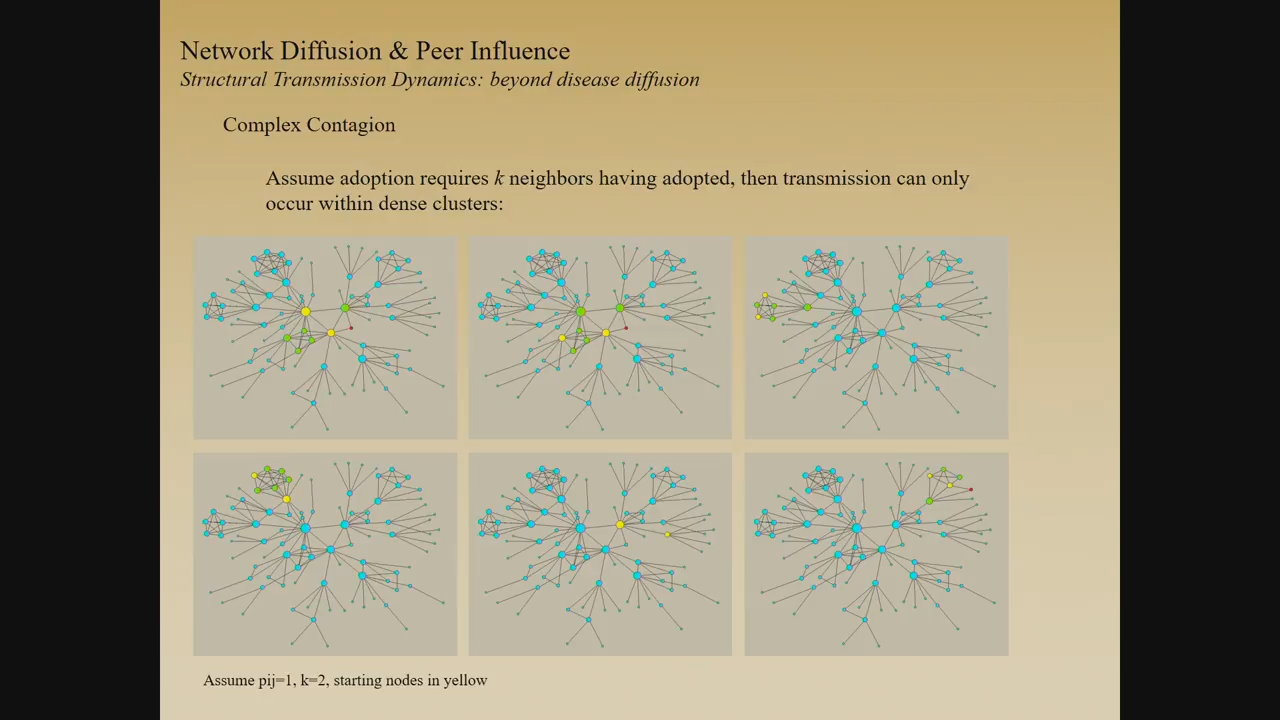 Network Diffusion & Peer Influence
Structural Transmission Dynamics: beyond disease diffusion
Complex Contagion
Assume adoption requires k neighbors having adopted, then transmission can only
occur within dense clusters:
Assume pij=1, k=2, starting nodes in yellow